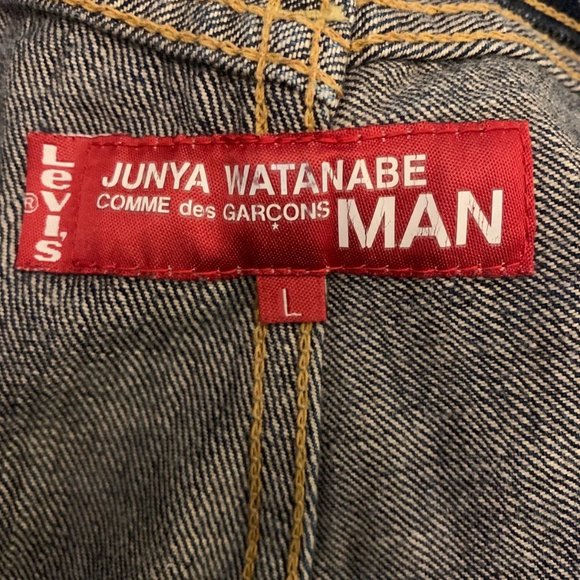 Levi's
®
JUNYA WATANABE
COMME des GARÇONS
MAN
L